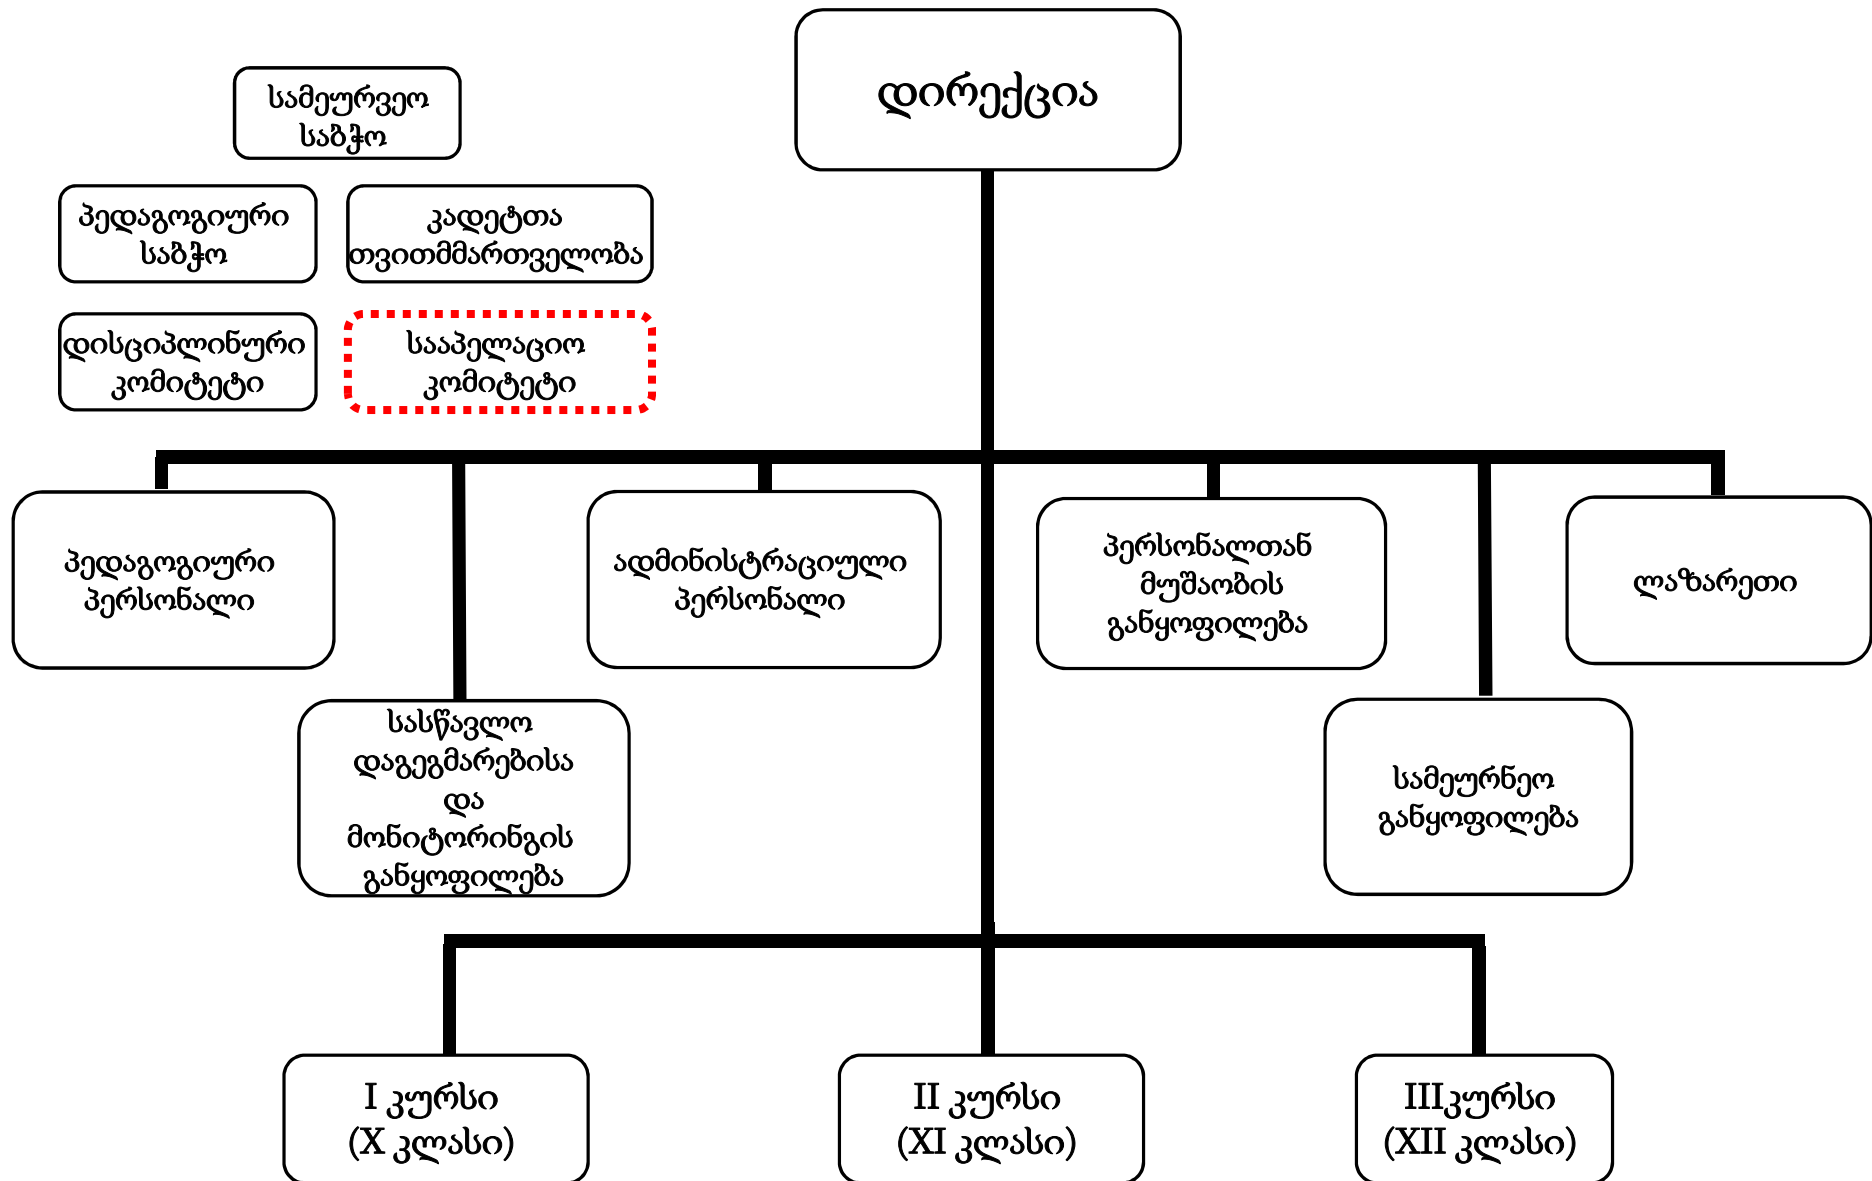 დირექცია
სამეურვეო
საბჭო
პედაგოგიური
საბჭო
კადეტთა
თვითმმართველობა
დისციპლინური
კომიტეტი
სააპელაციო
კომიტეტი
პედაგოგიური
პერსონალი
ადმინისტრაციული
პერსონალი
პერსონალთან
მუშაობის
განყოფილება
ლაზარეთი
სასწავლო
დაგეგმარებისა
და
მონიტორინგის
განყოფილება
სამეურნეო
განყოფილება
I კურსი
(X კლასი)
II კურსი
(XI კლასი)
IIIკურსი
(XII კლასი)